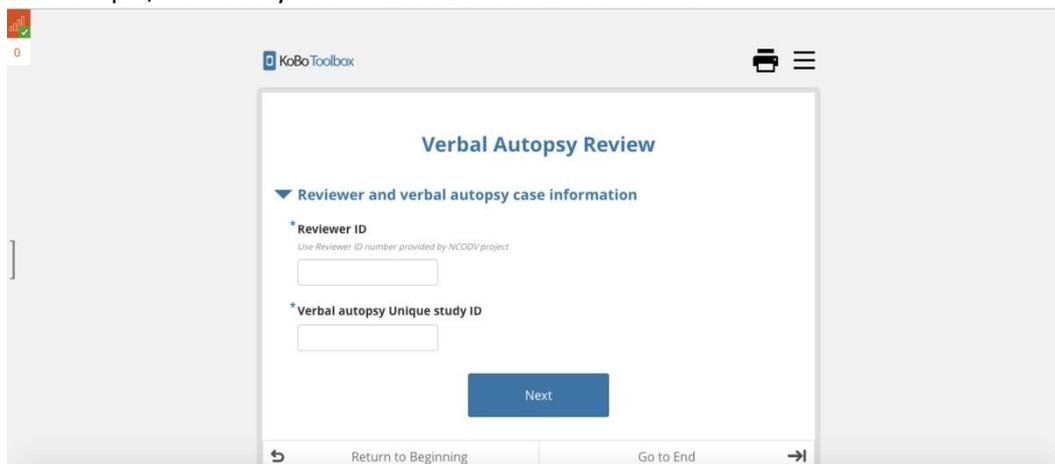 0
KoBoToolbox
Verbal Autopsy Review
Reviewer and verbal autopsy case information
*Reviewer ID
Use Reviewer ID number provided by NCODV project
*Verbal autopsy Unique study ID
Next
Return to Beginning
Go to End